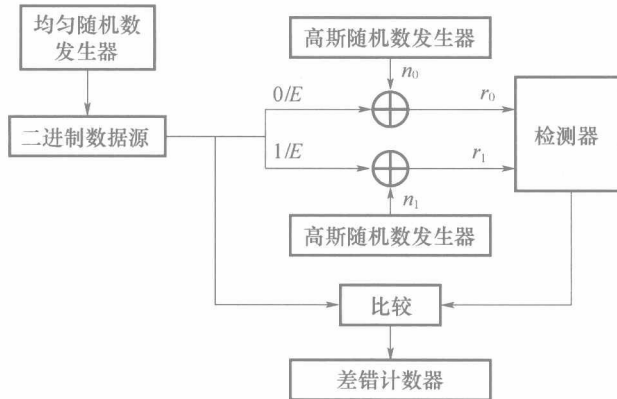 均匀随机数
发生器
高斯随机数发生器
n₀
0/E
r₀
二进制数据源
检测器
1/E
r₁
n₁
高斯随机数发生器
比较
差错计数器